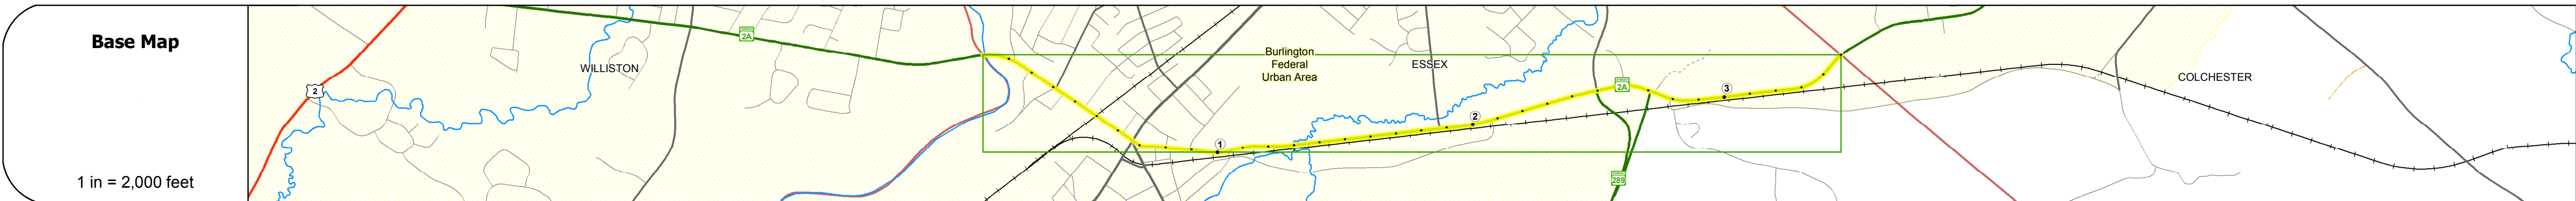 Base Map
1 in = 2,000 feet
2
WILLISTON
2A
Burlington
Federal
Urban Area
ESSEX
2A
1
2
3
289
COLCHESTER